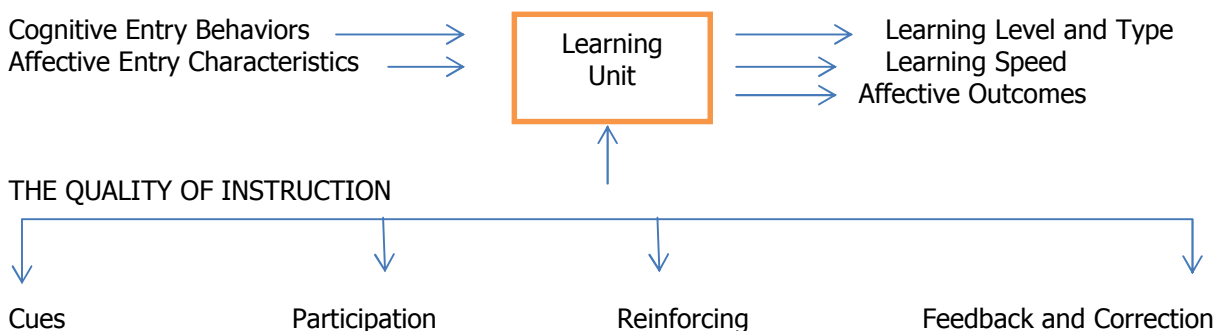 Cognitive Entry Behaviors
Affective Entry Characteristics
Learning
Unit
Learning Level and Type
Learning Speed
Affective Outcomes
THE QUALITY OF INSTRUCTION
Cues Participation Reinforcing Feedback and Correction